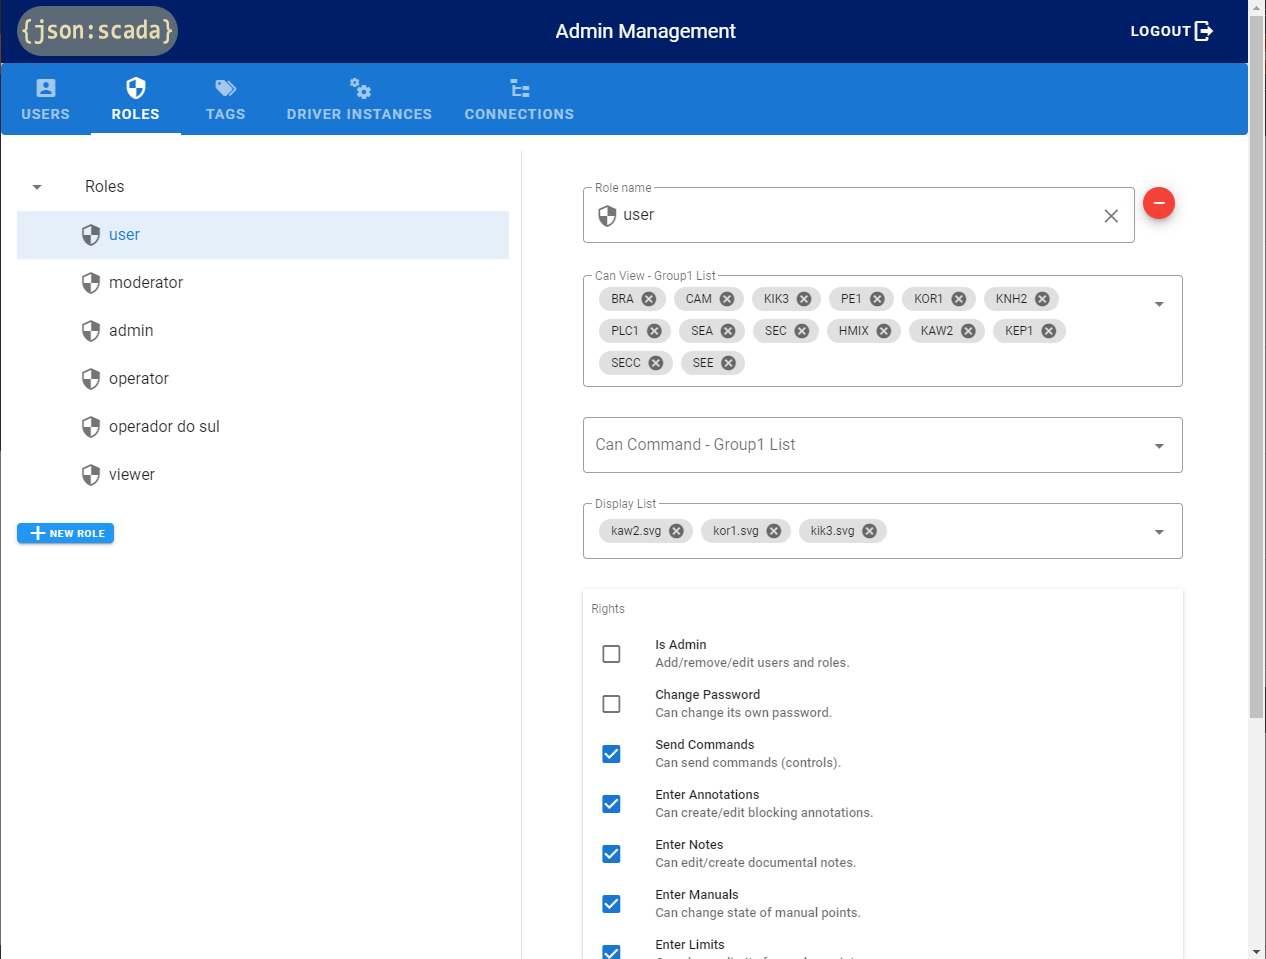 {json:scada}
Admin Management
LOGOUT
USERS
ROLES
TAGS
DRIVER INSTANCES
CONNECTIONS
Roles
user
moderator
admin
operator
operador do sul
viewer
NEW ROLE
Role name
user
Can View - Group1 List
BRA CAM KIK3 PE1 KOR1 KNH2
PLC1 SEA SEC HMIX KAW2 KEP1
SECC SEE
Can Command - Group1 List
Display List
kaw2.svg kor1.svg kik3.svg
Rights
Is Admin
Add/remove/edit users and roles.
Change Password
Can change its own password.
Send Commands
Can send commands (controls).
Enter Annotations
Can create/edit blocking annotations.
Enter Notes
Can edit/create documental notes.
Enter Manuals
Can change state of manual points.
Enter Limits